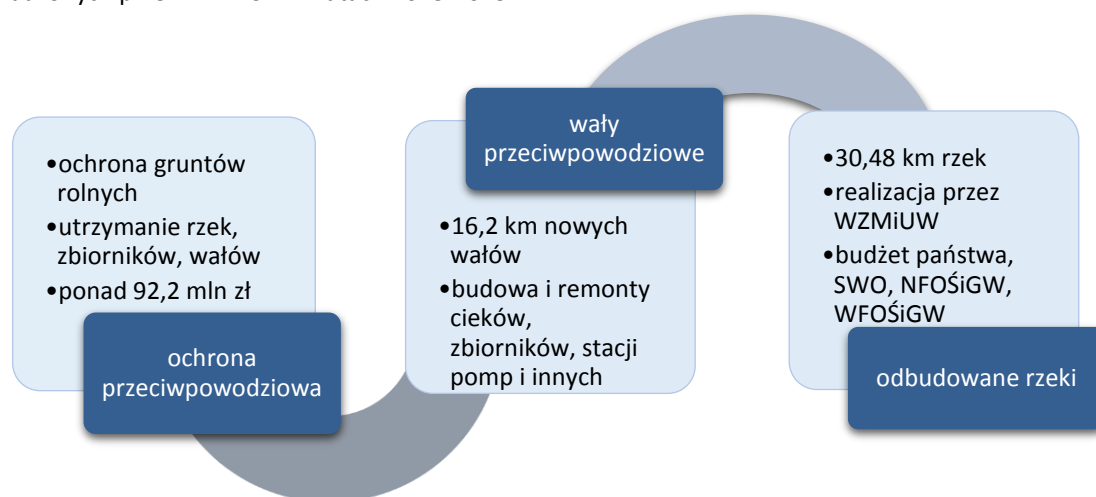 •ochrona gruntów
rolnych
•utrzymanie rzek,
zbiorników, wałów
•ponad 92,2 mln zł
ochrona
przeciwpowodziowa
wały
przeciwpowodziowe
•16,2 km nowych
wałów
•budowa i remonty
cieków,
zbiorników, stacji
pomp i innych
•30,48 km rzek
•realizacja przez
WZMiUW
•budżet państwa,
SWO, NFOŚiGW,
WFOŚiGW
odbudowane rzeki